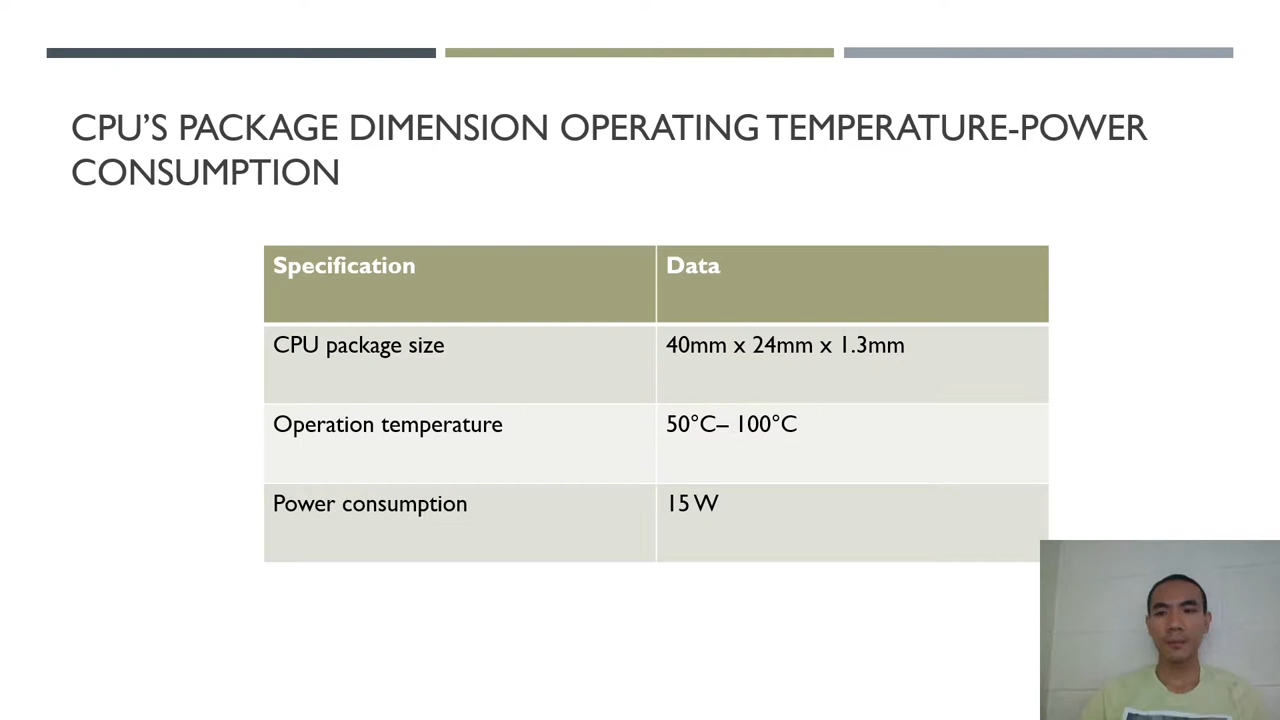 CPU’S PACKAGE DIMENSION OPERATING TEMPERATURE-POWER
CONSUMPTION
Specification Data
CPU package size 40mm x 24mm x 1.3mm
Operation temperature 50°C– 100°C
Power consumption 15 W